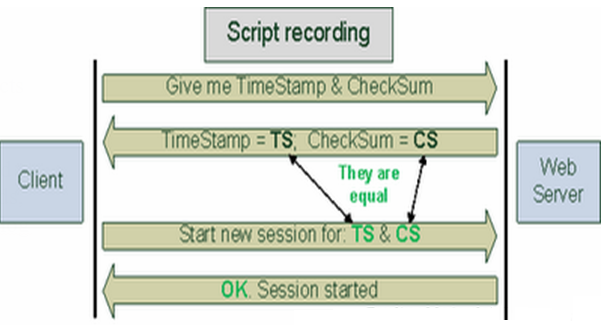 Script recording
Give me TimeStamp & CheckSum
TimeStamp = TS; CheckSum = CS
They are
equal
Client
Web
Server
Start new session for: TS & CS
OK. Session started